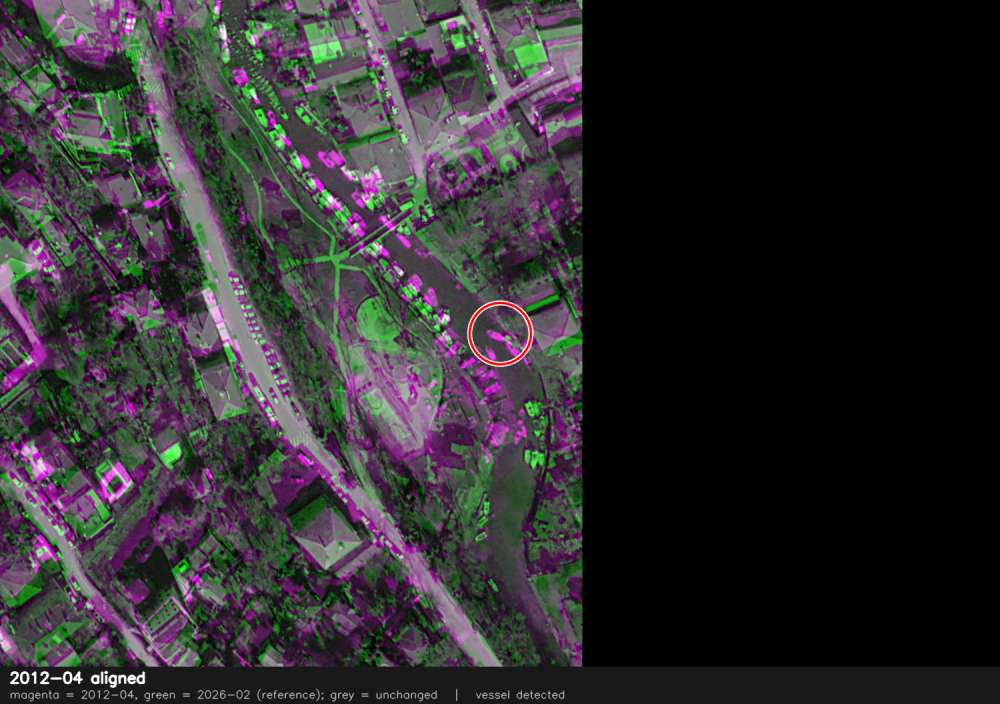 2012-04 aligned
magenta = 2012-04, green = 2026-02 (reference); grey = unchanged | vessel detected